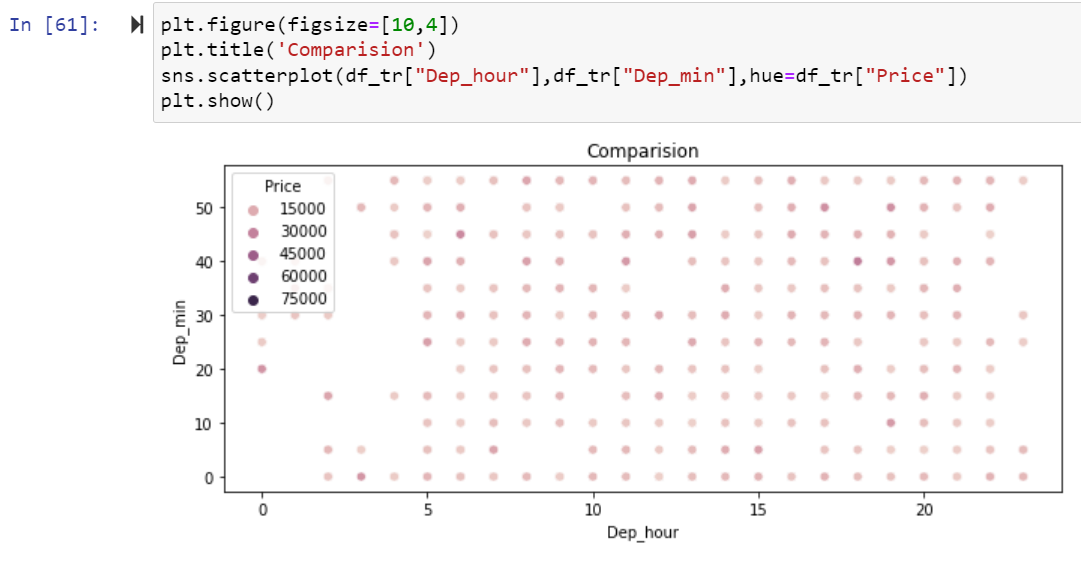 In [61]:
plt.figure(figsize=[10,4])
plt.title('Comparision')
sns.scatterplot(df_tr["Dep_hour"],df_tr["Dep_min"],hue=df_tr["Price"])
plt.show()
Comparision
Price
15000
30000
45000
60000
75000
50
40
30
20
10
0
Dep_min
0 5 10 15 20
Dep_hour